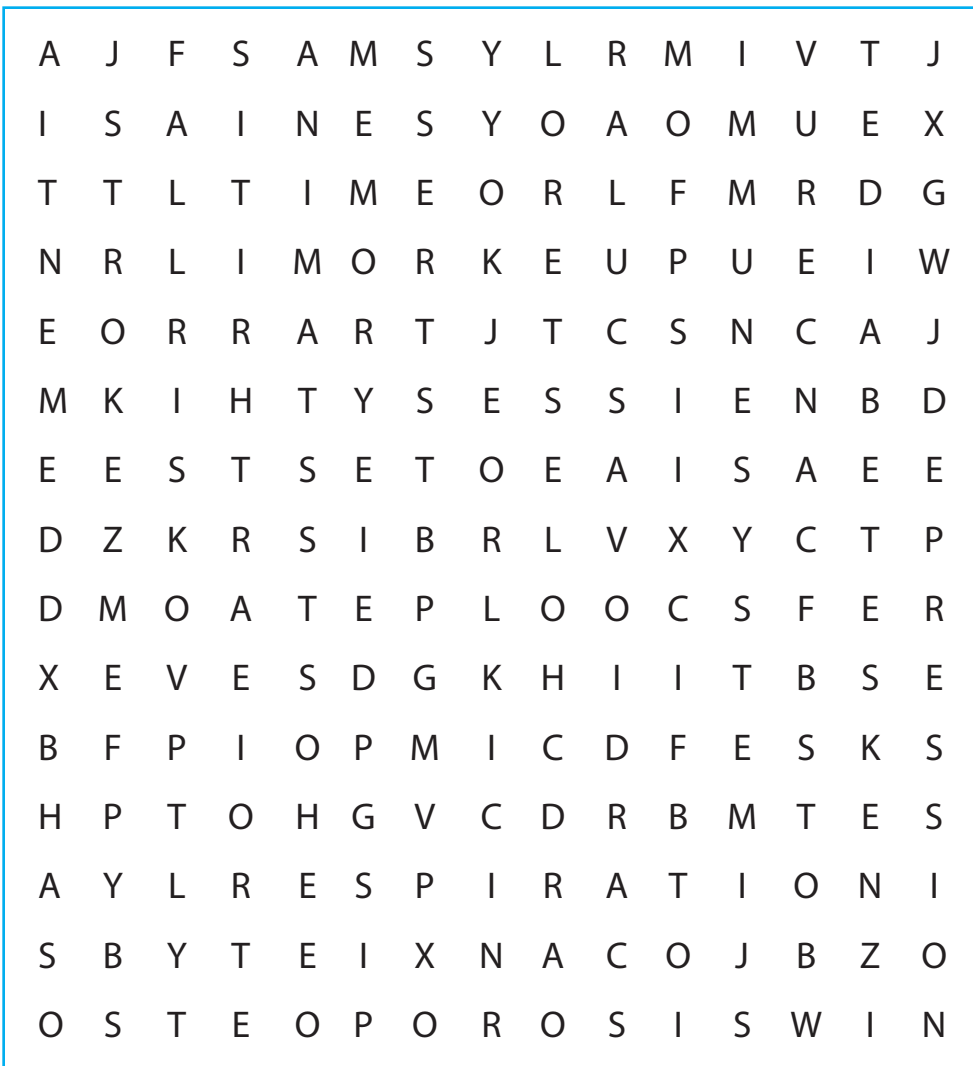 A J F S A M S Y L R M I V T J
I S A I N E S Y O A O M U E X
T T L T I M E O R L F M R D G
N R L I M O R K E U P U E I W
E O R R A R T J T C S N C A J
M K I H T Y S E S S I E N B D
E E S T S E T O E A I S A E E
D Z K R S I B R L V X Y C T P
D M O A T E P L O O C S F E R
X E V E S D G K H I I T B S E
B F P I O P M I C D F E S K S
H P T O H G V C D R B M T E S
A Y L R E S P I R A T I O N I
S B Y T E I X N A C O J B Z O
O S T E O P O R O S I S W I N